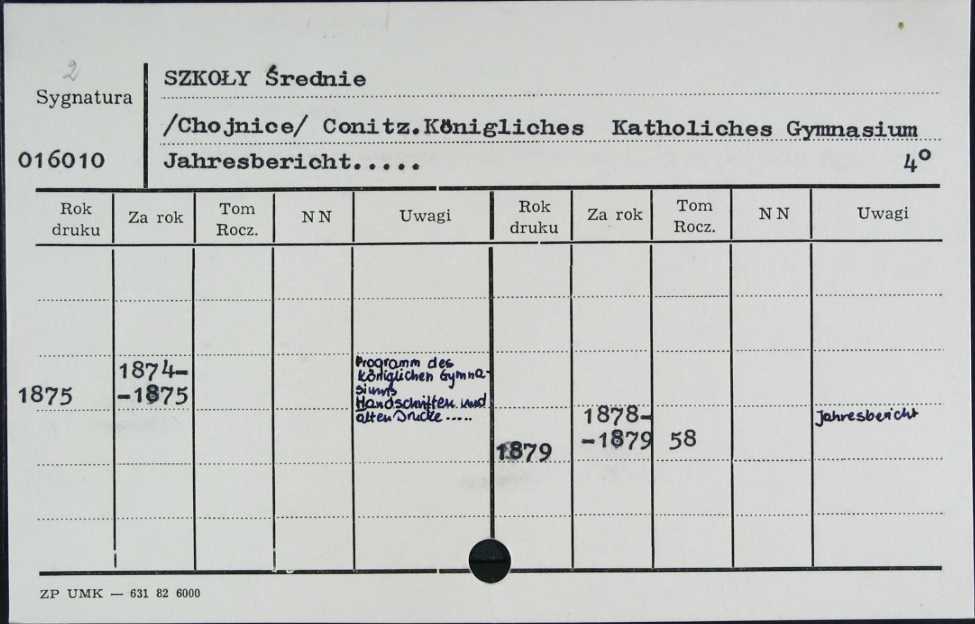 2
Sygnatura
016010
SZKOŁY Średnie
/Chojnice/ Conitz.Königliches Katholiches Gymnasium
Jahresbericht..... 4°
Rok druku
Za rok
Tom Rocz.
NN
Uwagi
Rok druku
Za rok
Tom Rocz.
NN
Uwagi
1875
1874-
-1875
Programm des
Königlichen Gymna-
siums
Handschriften und
alten Drucke.....
1879
1878-
-1879
58
Jahresbericht
ZP UMK — 631 82 6000